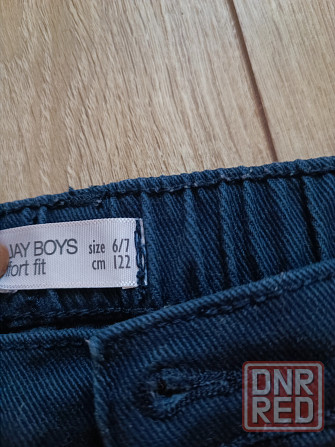 JAY BOYS
fort fit
size 6/7
cm 122
DNR
RED